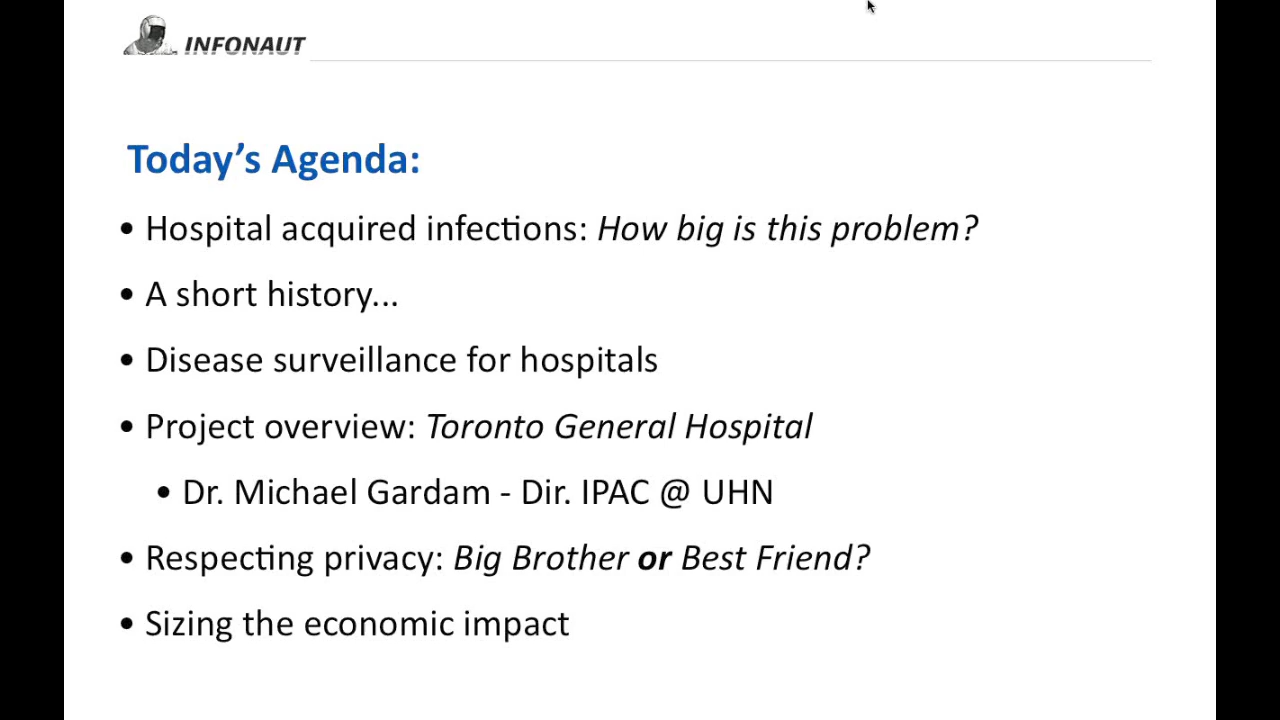 INFONAUT
Today’s Agenda:
• Hospital acquired infections: How big is this problem?
• A short history...
• Disease surveillance for hospitals
• Project overview: Toronto General Hospital
• Dr. Michael Gardam - Dir. IPAC @ UHN
• Respecting privacy: Big Brother or Best Friend?
• Sizing the economic impact